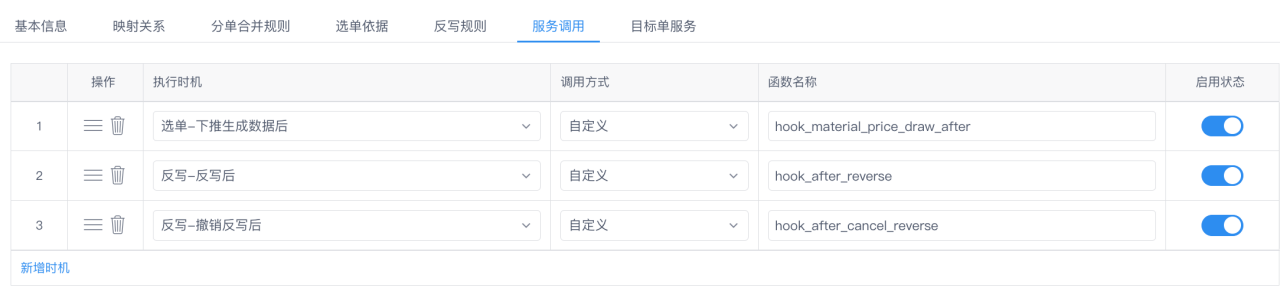 基本信息 映射关系 分单合并规则 选单依据 反写规则 服务调用 目标单服务
操作 执行时机 调用方式 函数名称 启用状态
1 选单-下推生成数据后 自定义 hook_material_price_draw_after
2 反写-反写后 自定义 hook_after_reverse
3 反写-撤销反写后 自定义 hook_after_cancel_reverse
新增时机